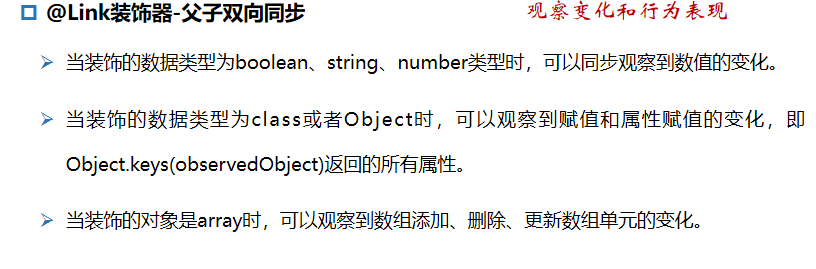 @Link装饰器-父子双向同步 观察变化和行为表现
当装饰的数据类型为boolean、string、number类型时，可以同步观察到数值的变化。
当装饰的数据类型为class或者Object时，可以观察到赋值和属性赋值的变化，即
Object.keys(observedObject)返回的所有属性。
当装饰的对象是array时，可以观察到数组添加、删除、更新数组单元的变化。